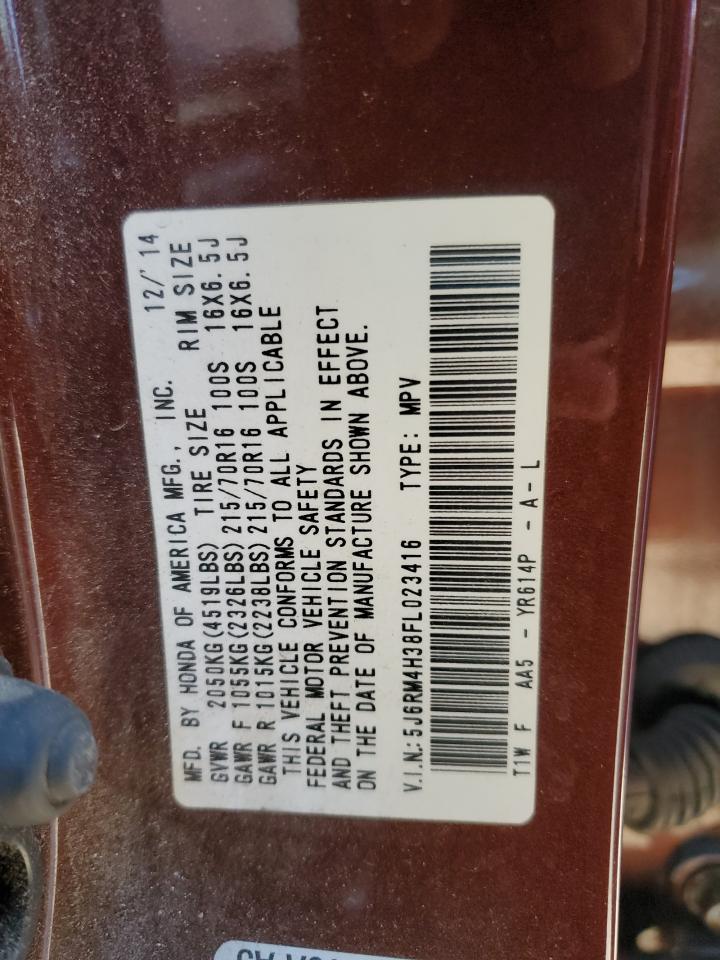 MFD. BY HONDA OF AMERICA MFG., INC. 12/'14
GVWR 2050KG(4519LBS) TIRE SIZE RIM SIZE
GAWR F 1055KG(2326LBS) 215/70R16 100S 16X6.5J
GAWR R 1015KG(2238LBS) 215/70R16 100S 16X6.5J
THIS VEHICLE CONFORMS TO ALL APPLICABLE
FEDERAL MOTOR VEHICLE SAFETY
AND THEFT PREVENTION STANDARDS IN EFFECT
ON THE DATE OF MANUFACTURE SHOWN ABOVE.
V.I.N.: 5J6RM4H38FL023416 TYPE: MPV
T1W F AA5 - YR614P - A - L